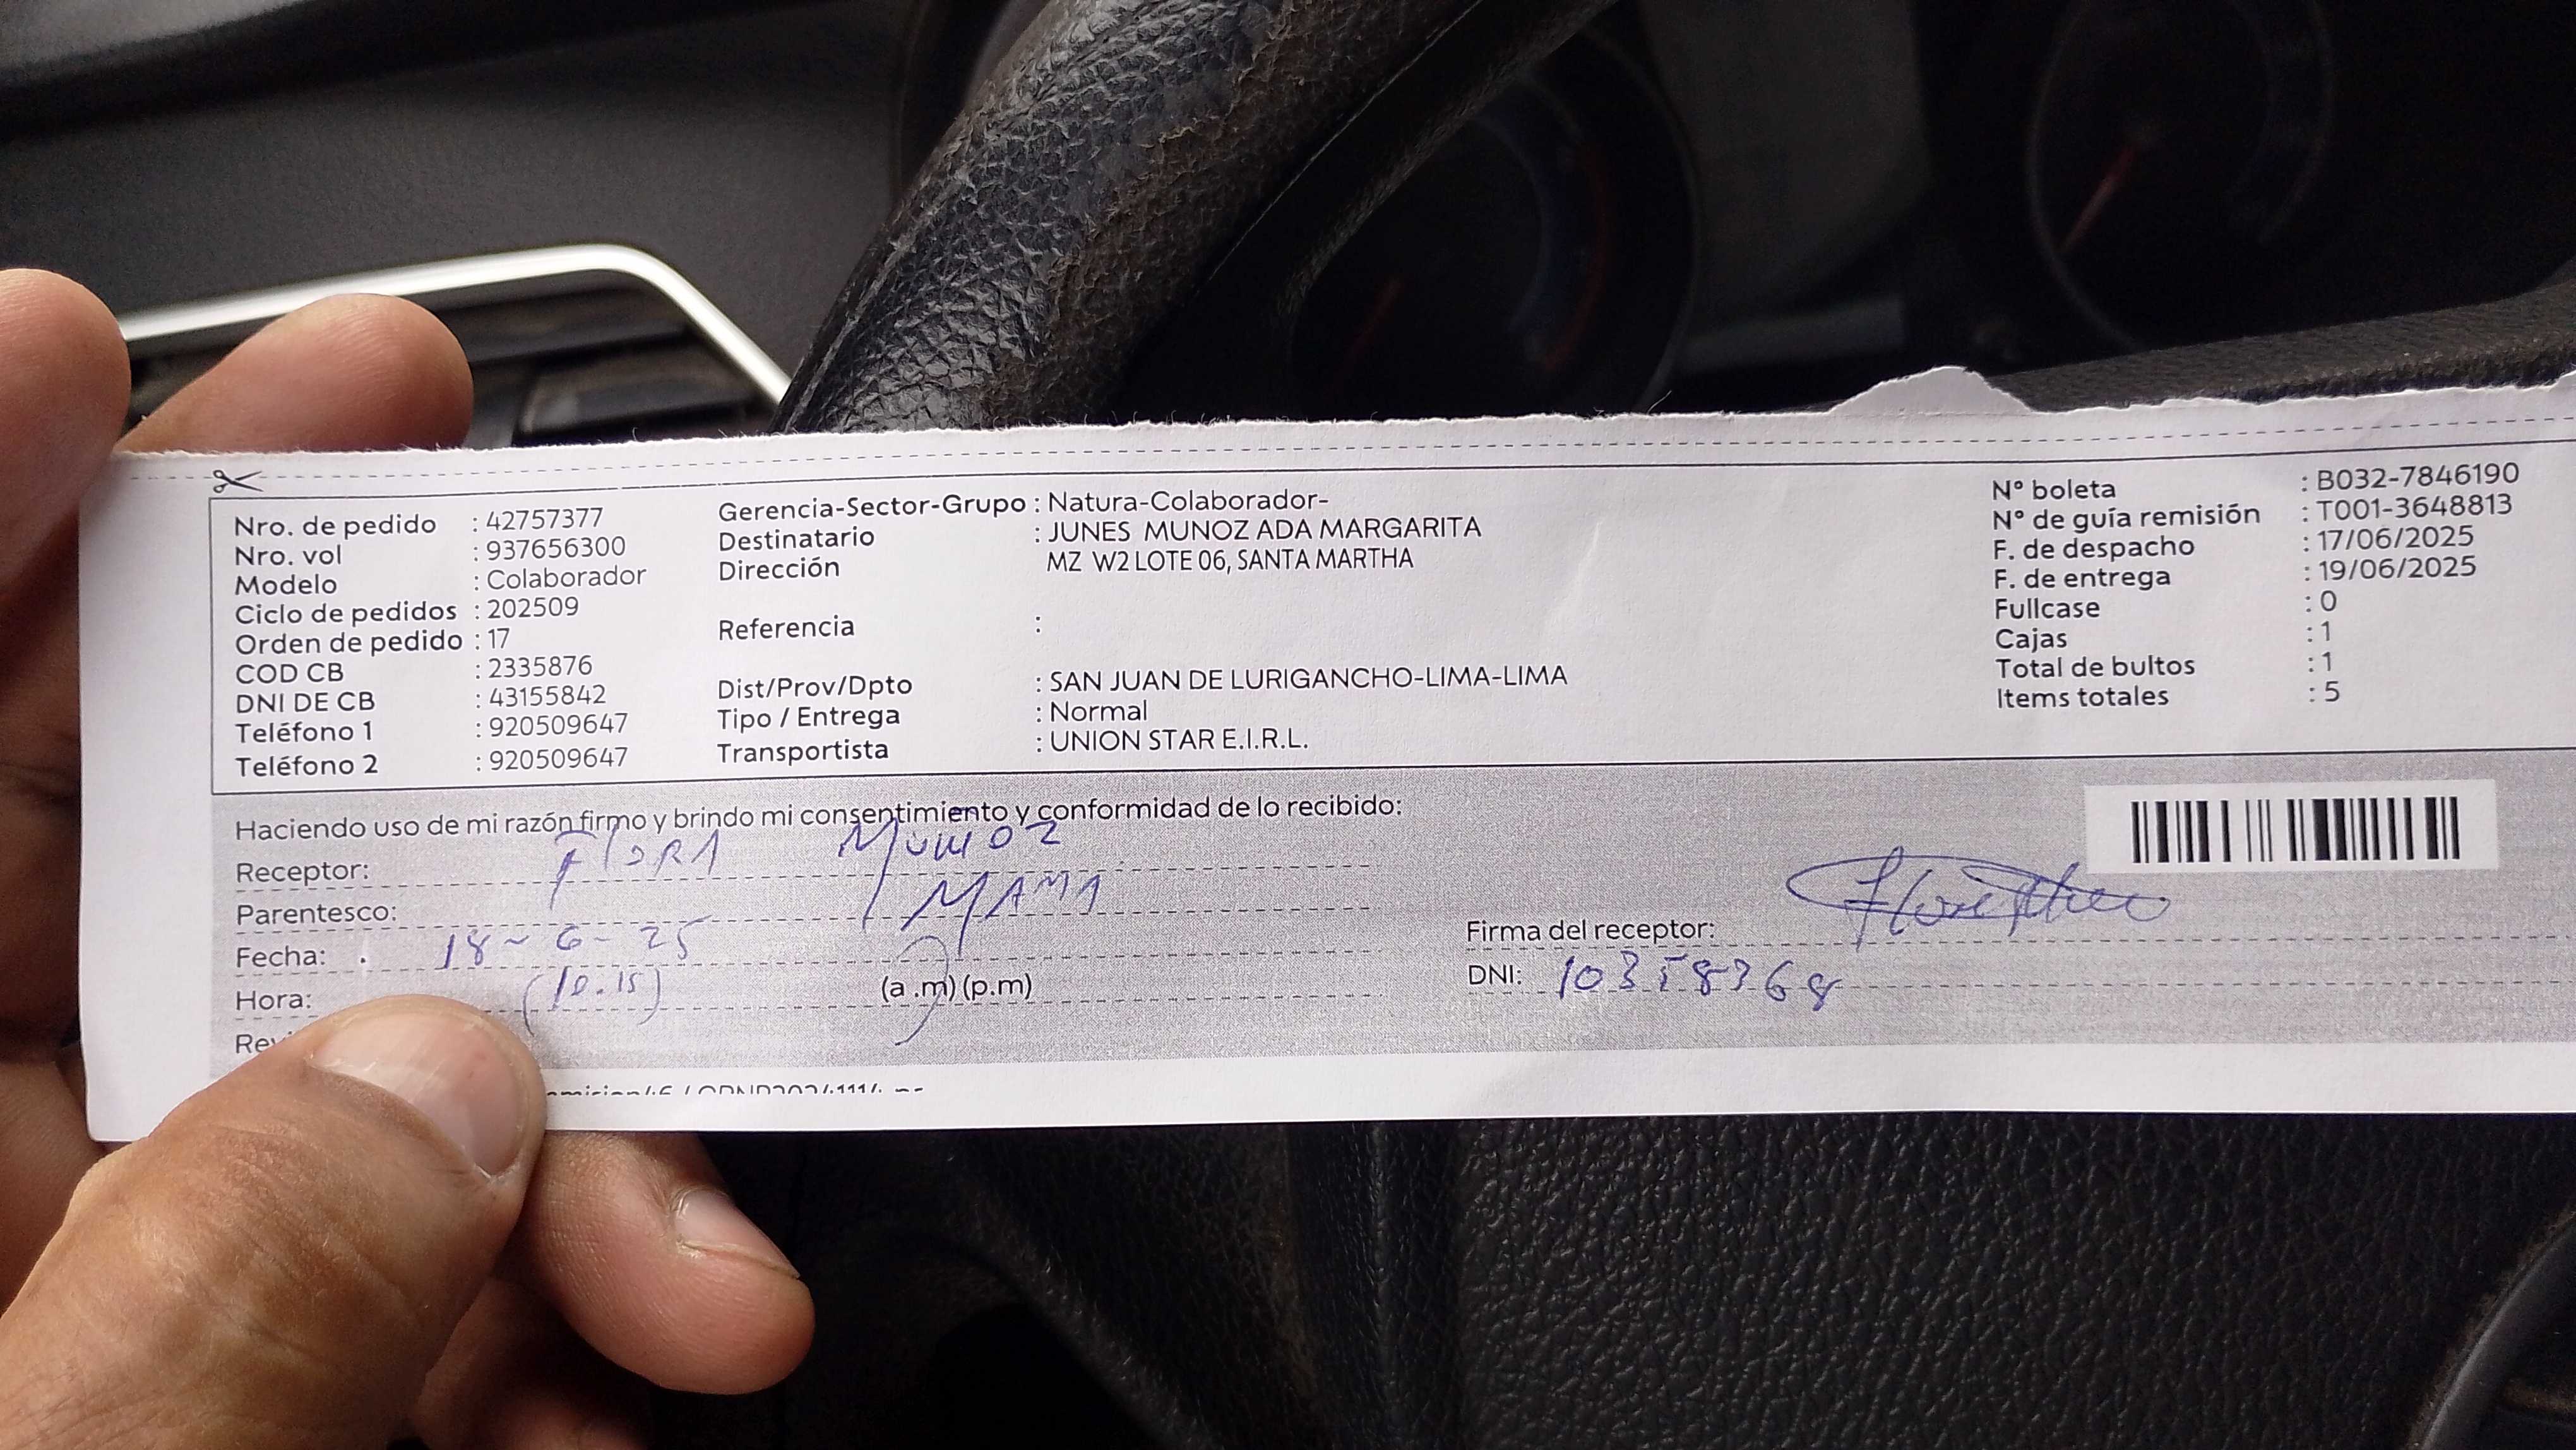 Nro. de pedido : 42757377
Nro. vol : 937656300
Modelo : Colaborador
Ciclo de pedidos : 202509
Orden de pedido : 17
COD CB : 2335876
DNI DE CB : 43155842
Teléfono 1 : 920509647
Teléfono 2 : 920509647
Gerencia-Sector-Grupo : Natura-Colaborador-
Destinatario : JUNES MUNOZ ADA MARGARITA
Dirección MZ W2 LOTE 06, SANTA MARTHA
Referencia :
Dist/Prov/Dpto : SAN JUAN DE LURIGANCHO-LIMA-LIMA
Tipo / Entrega : Normal
Transportista : UNION STAR E.I.R.L.
N° boleta : B032-7846190
N° de guía remisión : T001-3648813
F. de despacho : 17/06/2025
F. de entrega : 19/06/2025
Fullcase : 0
Cajas : 1
Total de bultos : 1
Items totales : 5
Haciendo uso de mi razón firmo y brindo mi consentimiento y conformidad de lo recibido:
Receptor: FlORA MUÑOZ
Parentesco: MAMA
Fecha: 18-6-25
Hora: (10.15) (a.m) (p.m)
Firma del receptor:
DNI: